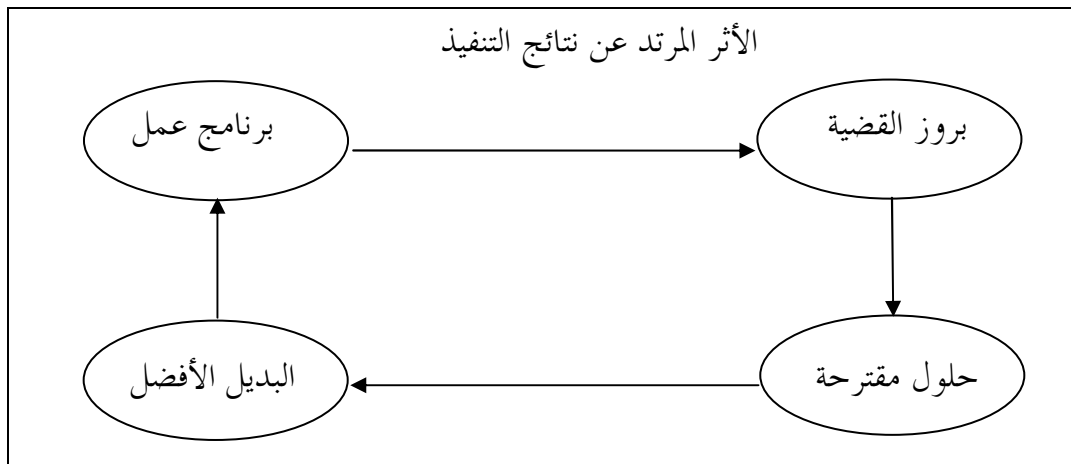 الأثر المرتد عن نتائج التنفيذ
بروز القضية
برنامج عمل
حلول مقترحة
البديل الأفضل